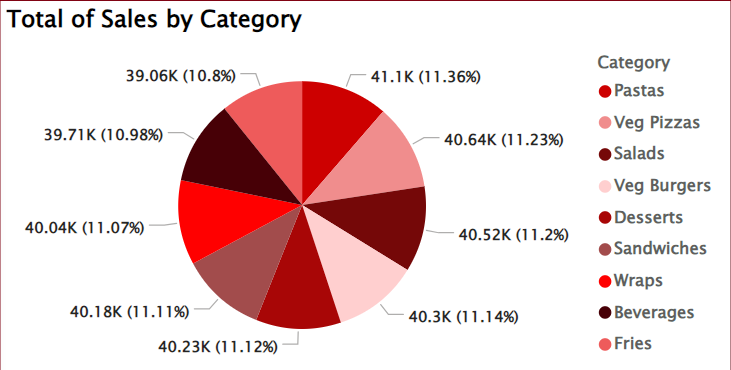 Total of Sales by Category
39.06K (10.8%)
41.1K (11.36%)
39.71K (10.98%)
40.64K (11.23%)
40.04K (11.07%)
40.52K (11.2%)
40.18K (11.11%)
40.3K (11.14%)
40.23K (11.12%)
Category
Pastas
Veg Pizzas
Salads
Veg Burgers
Desserts
Sandwiches
Wraps
Beverages
Fries